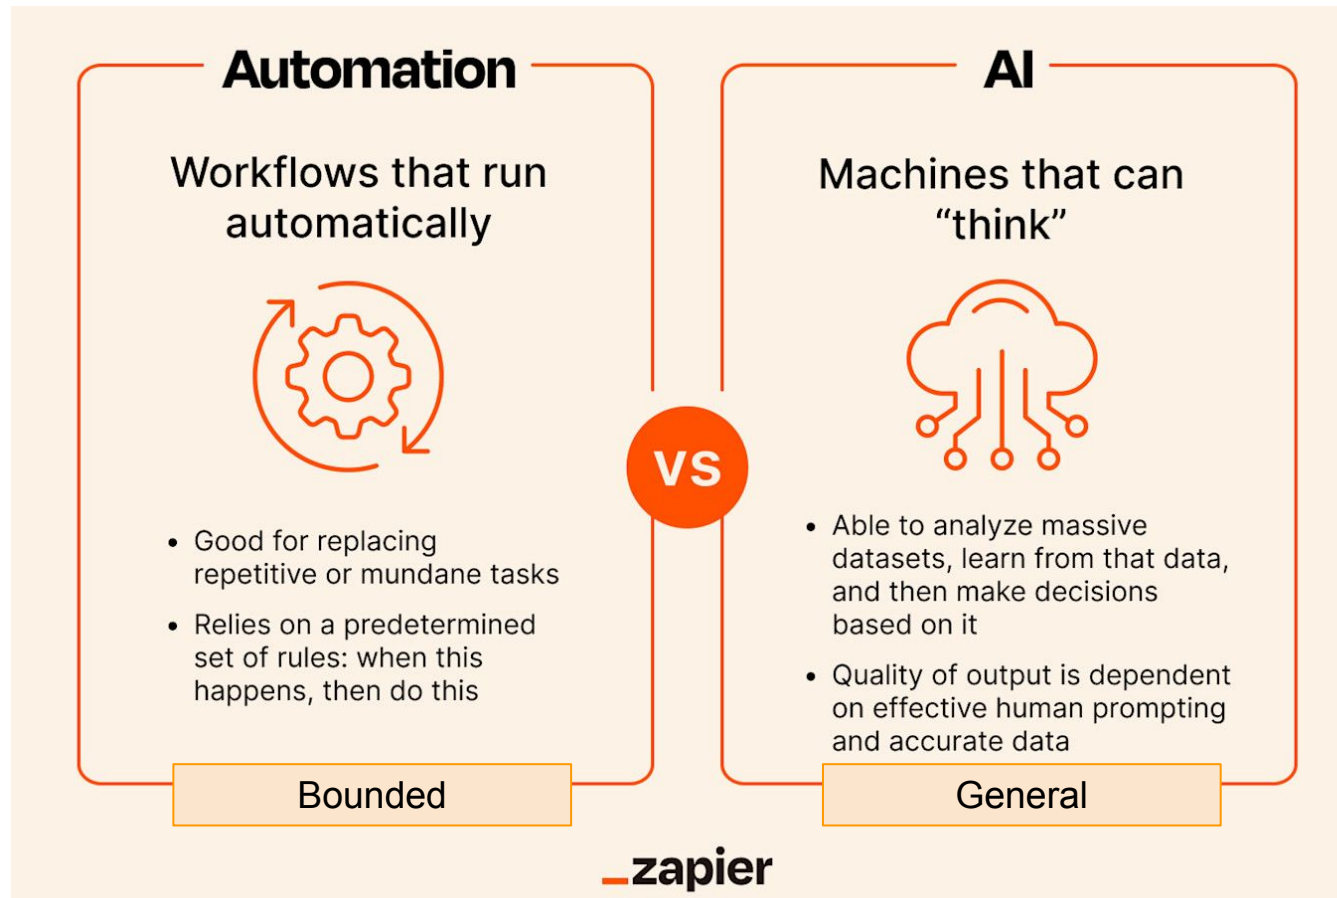 Automation
Workflows that run
automatically
• Good for replacing
repetitive or mundane tasks
• Relies on a predetermined
set of rules: when this
happens, then do this
Bounded
VS
AI
Machines that can
“think”
• Able to analyze massive
datasets, learn from that data,
and then make decisions
based on it
• Quality of output is dependent
on effective human prompting
and accurate data
General
_zapier